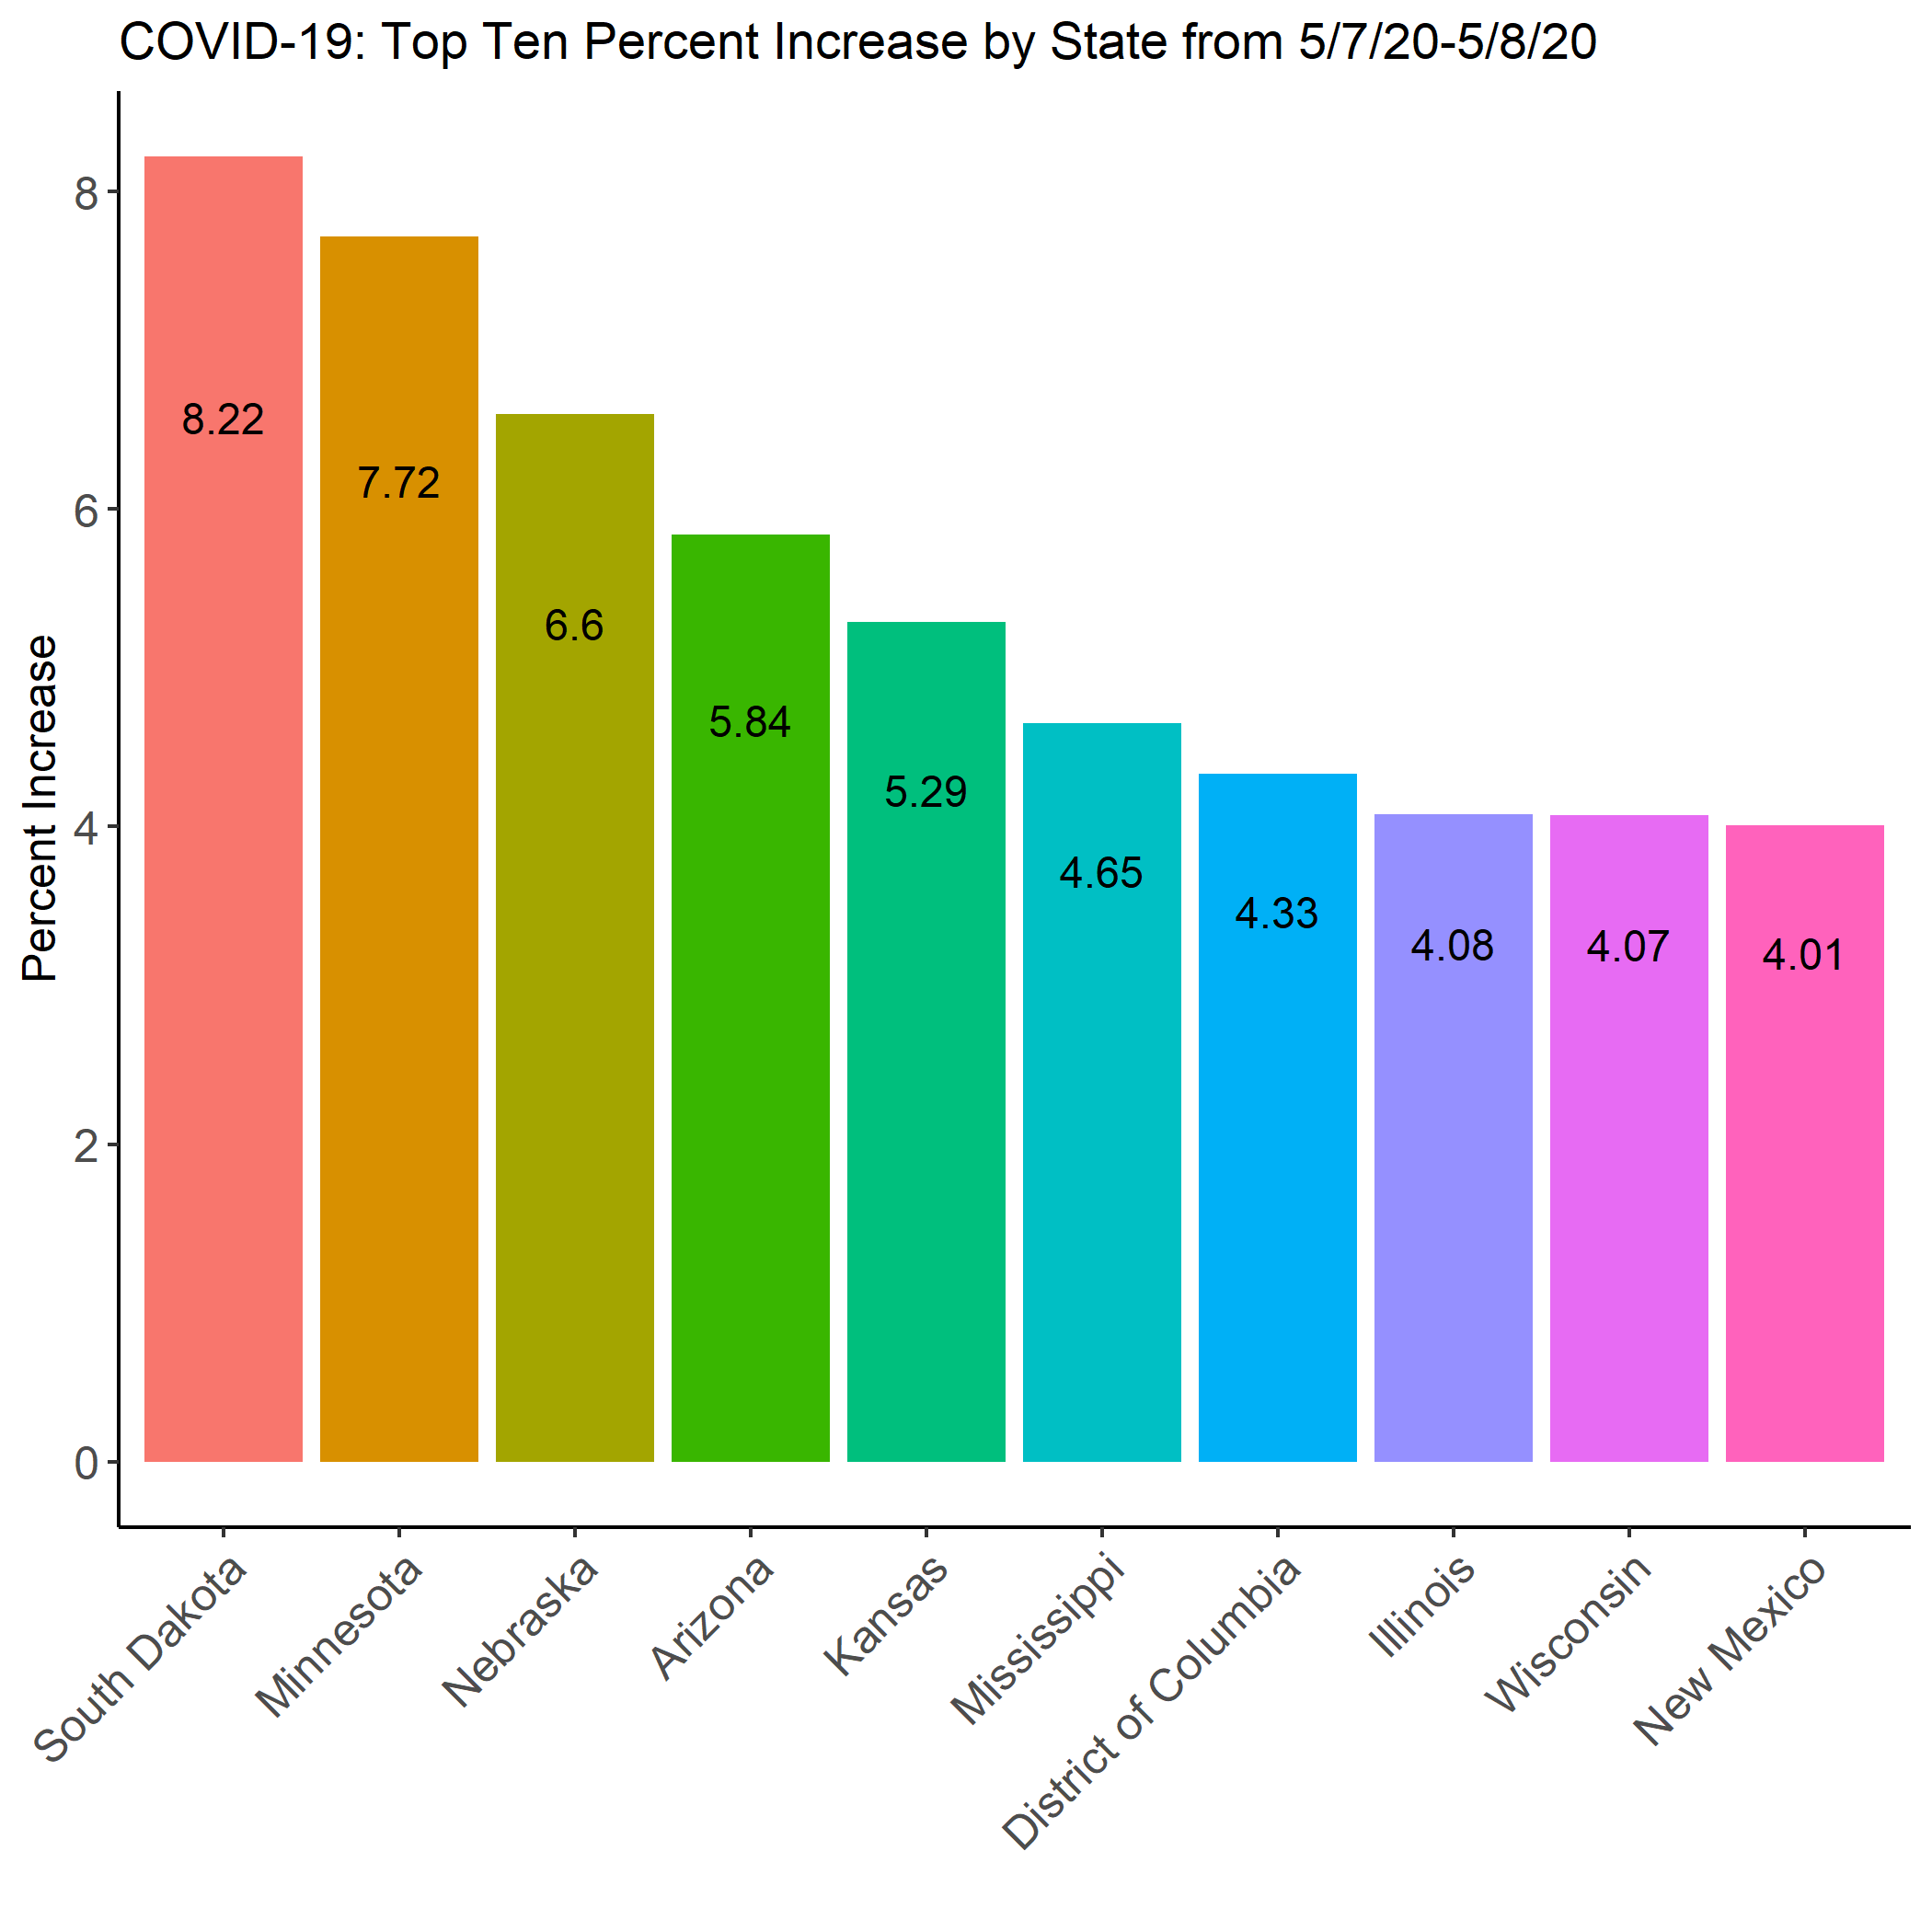 COVID-19: Top Ten Percent Increase by State from 5/7/20-5/8/20
Percent Increase
8
6
4
2
0
8.22
7.72
6.6
5.84
5.29
4.65
4.33
4.08
4.07
4.01
South Dakota
Minnesota
Nebraska
Arizona
Kansas
Mississippi
District of Columbia
Illinois
Wisconsin
New Mexico